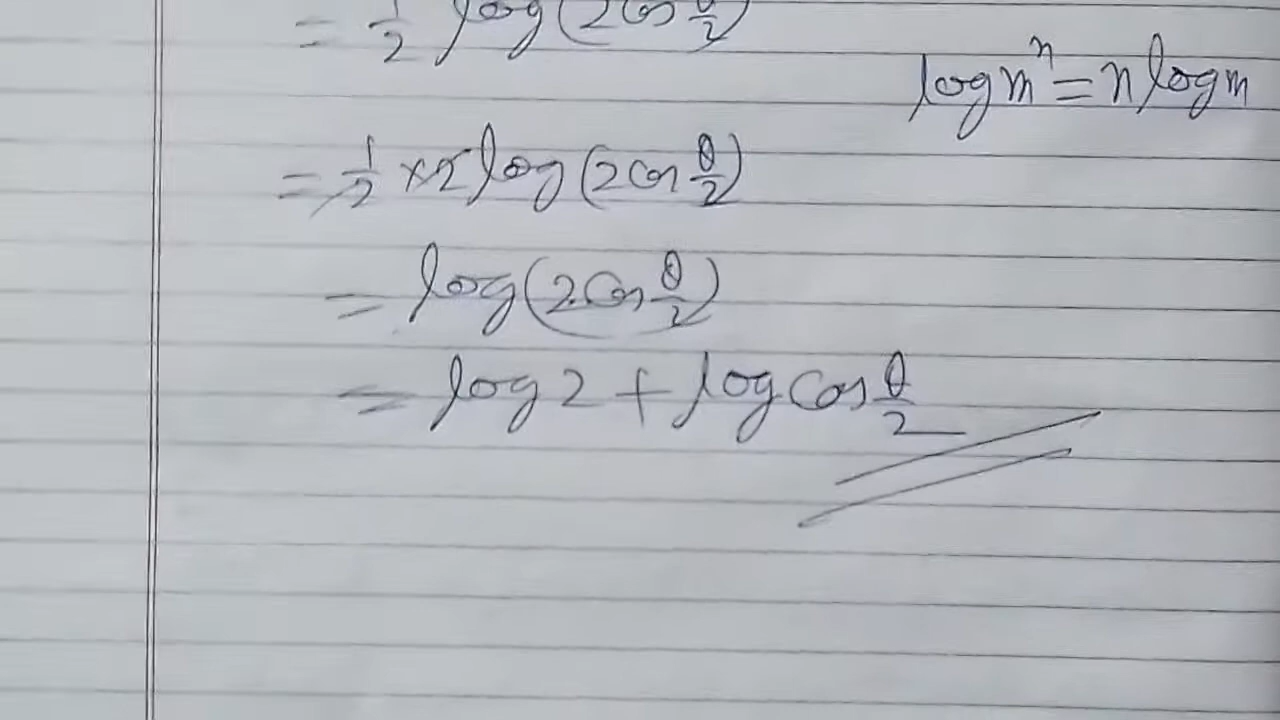 = 1/2 log(2cos θ/2)
log mⁿ = n log m
= 1/2 × 2 log(2cos θ/2)
= log(2cos θ/2)
= log 2 + log cos θ/2